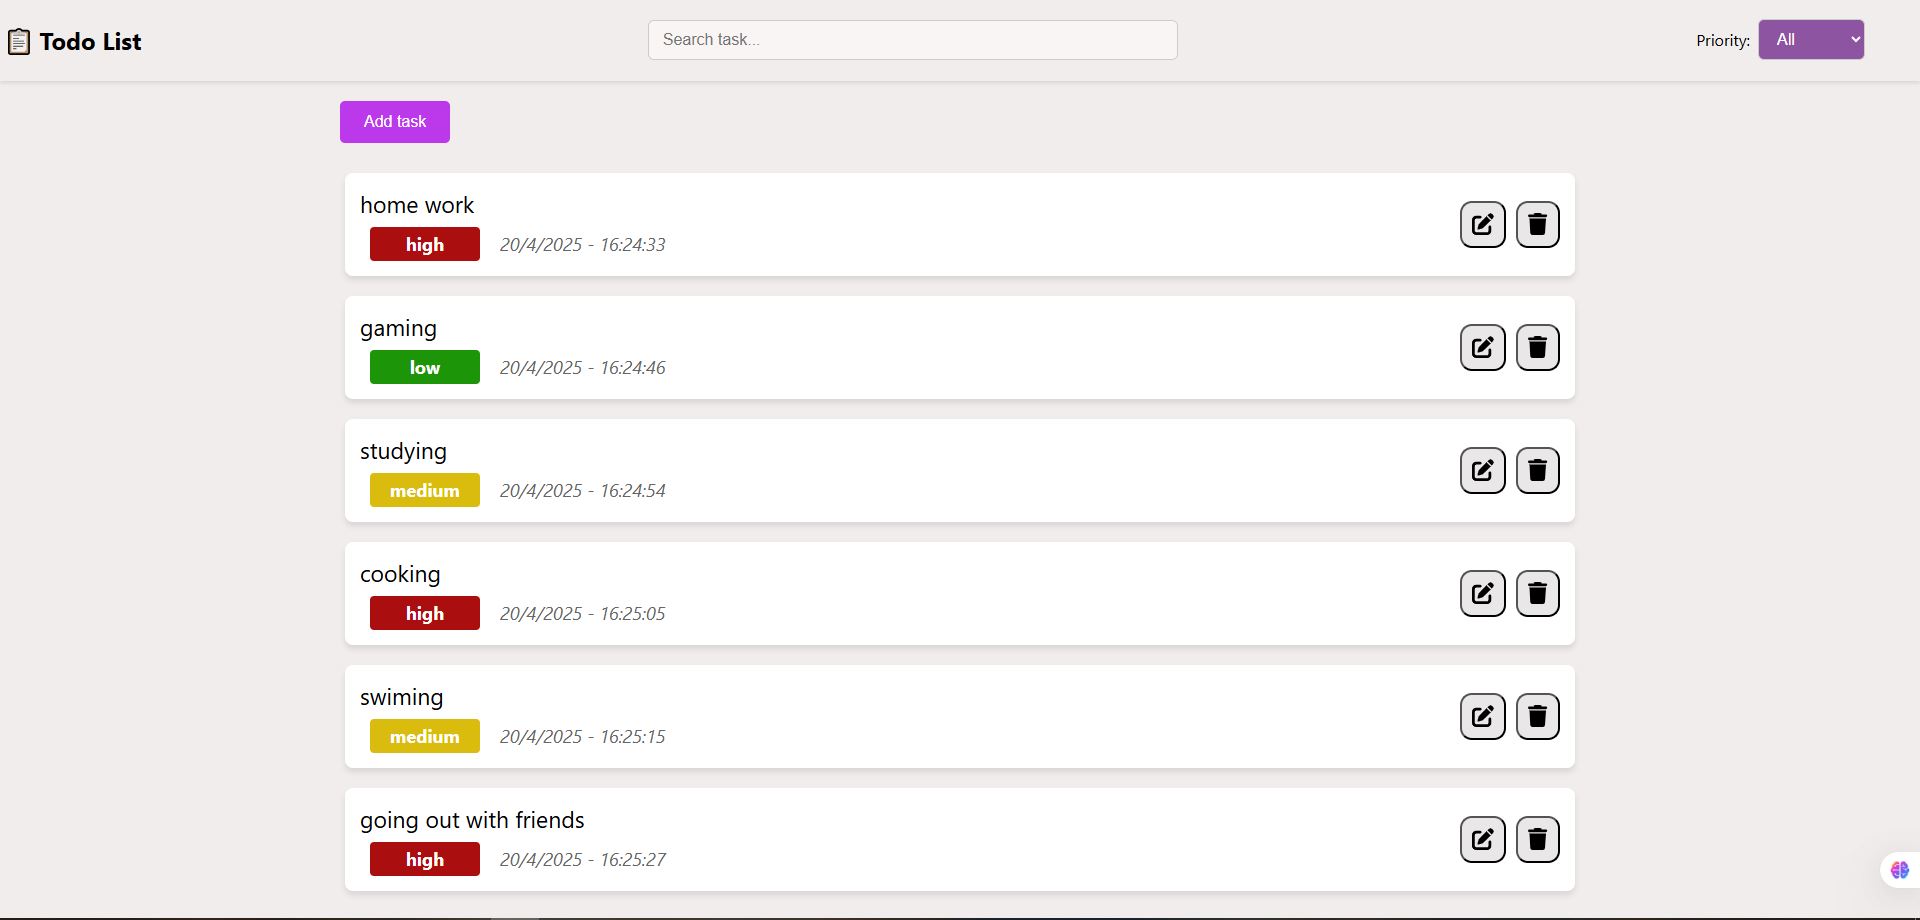 Todo List
Search task...
Priority: All
Add task
home work
high 20/4/2025 - 16:24:33
gaming
low 20/4/2025 - 16:24:46
studying
medium 20/4/2025 - 16:24:54
cooking
high 20/4/2025 - 16:25:05
swiming
medium 20/4/2025 - 16:25:15
going out with friends
high 20/4/2025 - 16:25:27